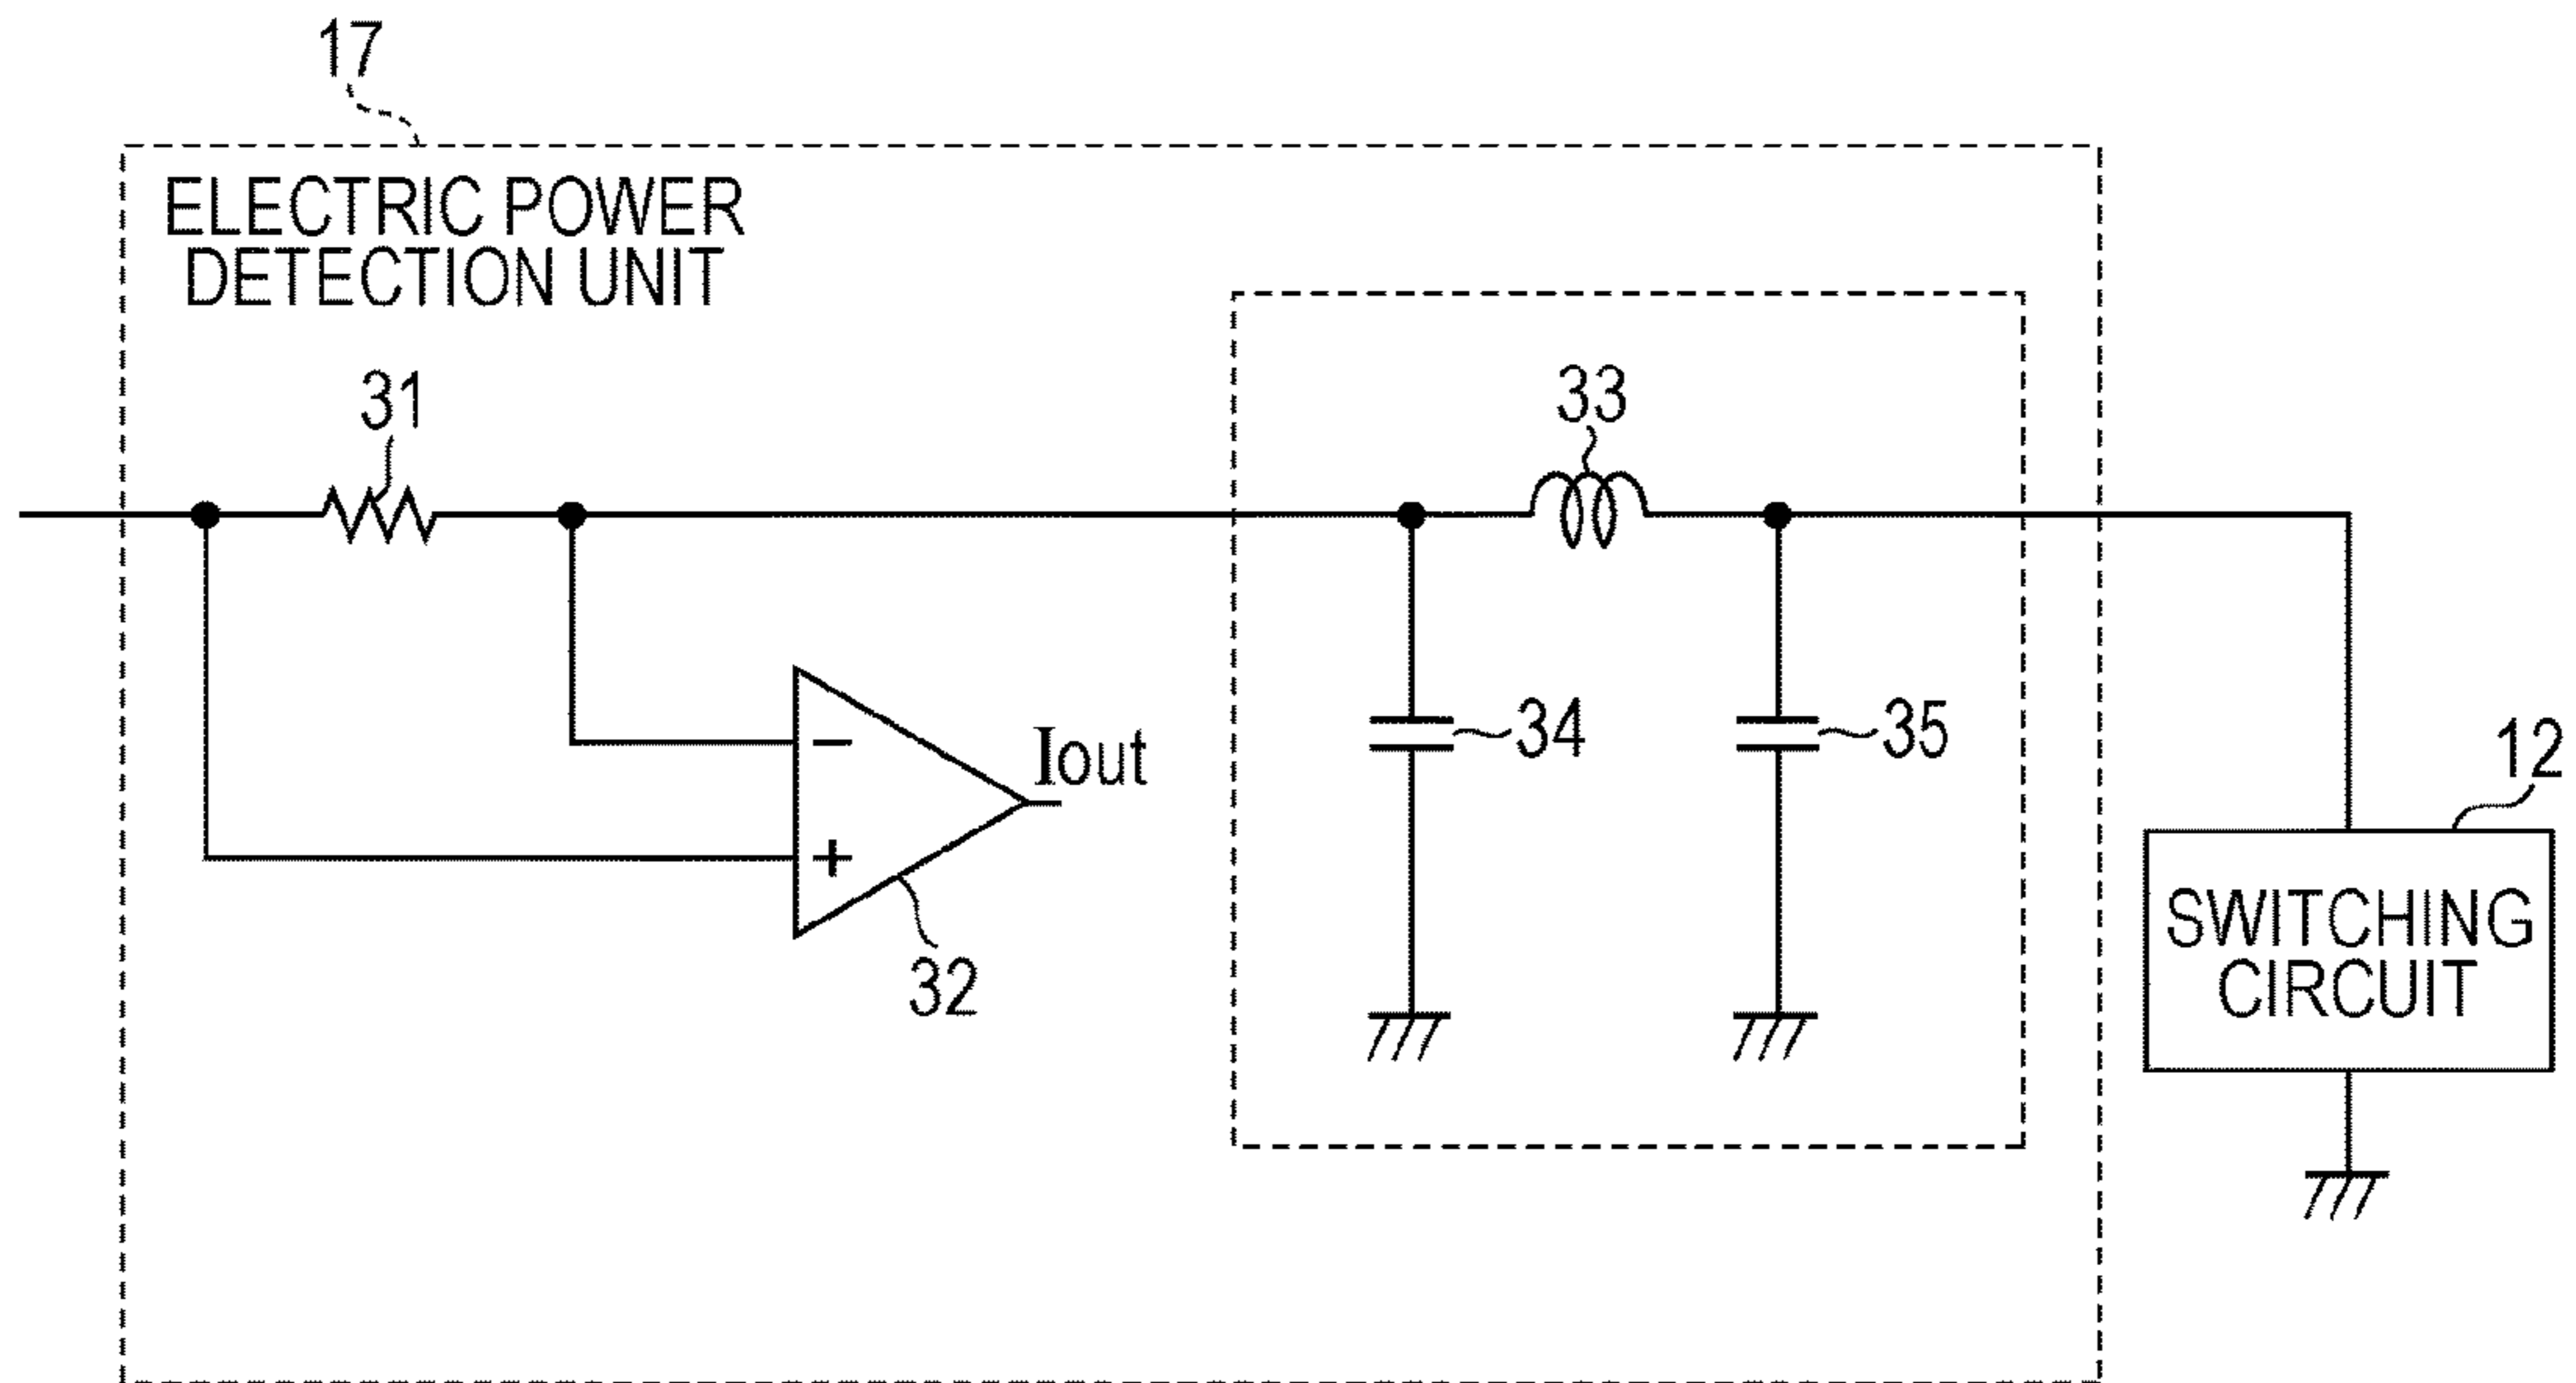 17
ELECTRIC POWER
DETECTION UNIT
31
33
34
35
12
Iout
32
SWITCHING
CIRCUIT